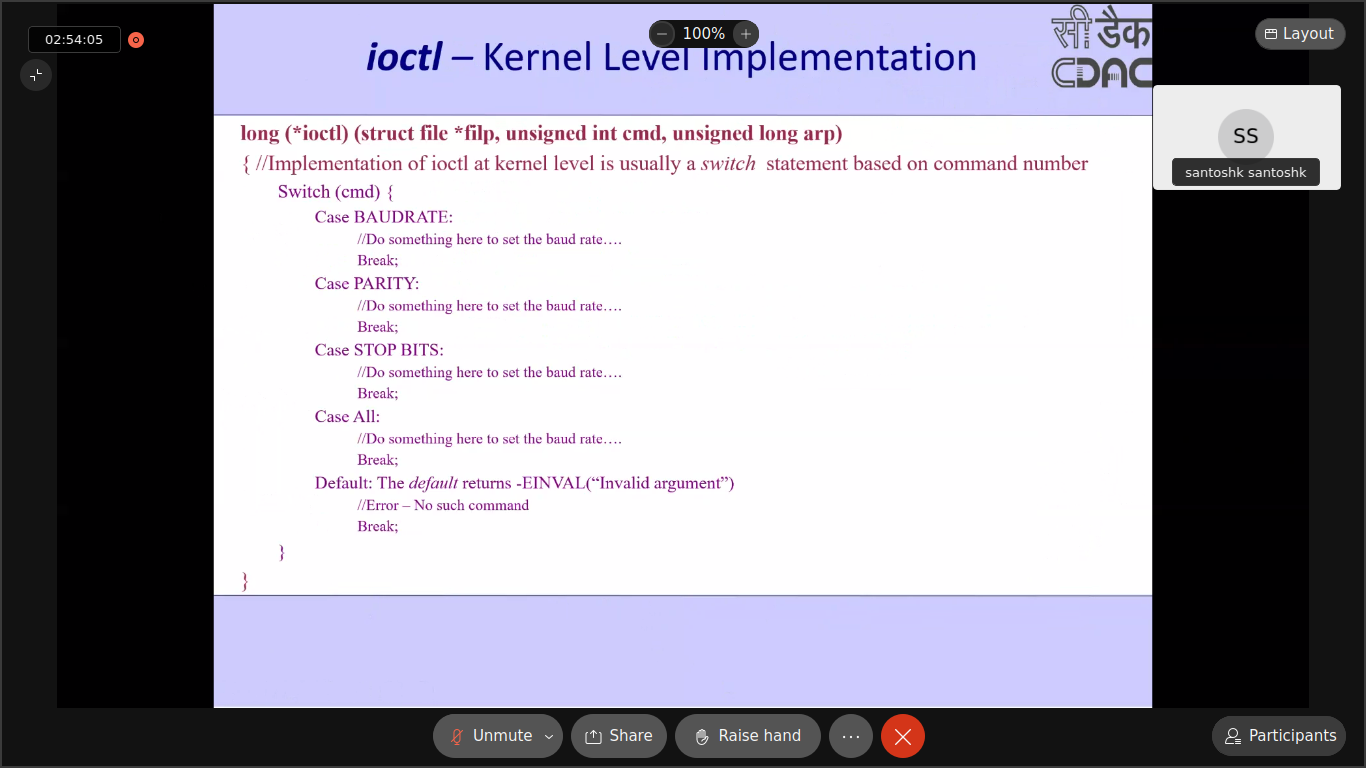 02:54:05
100%
Layout
ioctl – Kernel Level Implementation
सी डैक
CDAC
SS
santoshk santoshk
long (*ioctl) (struct file *filp, unsigned int cmd, unsigned long arp)
{ //Implementation of ioctl at kernel level is usually a switch statement based on command number
Switch (cmd) {
Case BAUDRATE:
//Do something here to set the baud rate….
Break;
Case PARITY:
//Do something here to set the baud rate….
Break;
Case STOP BITS:
//Do something here to set the baud rate….
Break;
Case All:
//Do something here to set the baud rate….
Break;
Default: The default returns -EINVAL(“Invalid argument”)
//Error – No such command
Break;
}
}
Unmute
Share
Raise hand
Participants